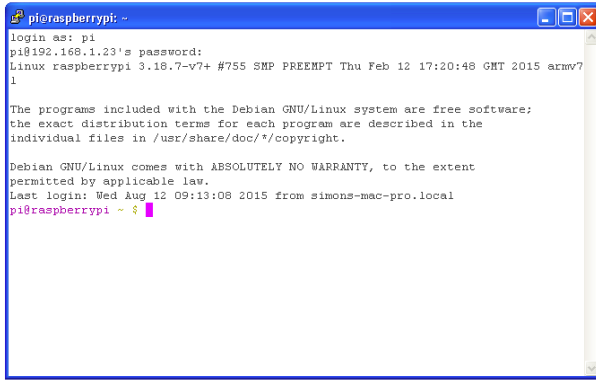 pi@raspberrypi: ~
login as: pi
pi@192.168.1.23's password:
Linux raspberrypi 3.18.7-v7+ #755 SMP PREEMPT Thu Feb 12 17:20:48 GMT 2015 armv7
l
The programs included with the Debian GNU/Linux system are free software;
the exact distribution terms for each program are described in the
individual files in /usr/share/doc/*/copyright.
Debian GNU/Linux comes with ABSOLUTELY NO WARRANTY, to the extent
permitted by applicable law.
Last login: Wed Aug 12 09:13:08 2015 from simons-mac-pro.local
pi@raspberrypi ~ $